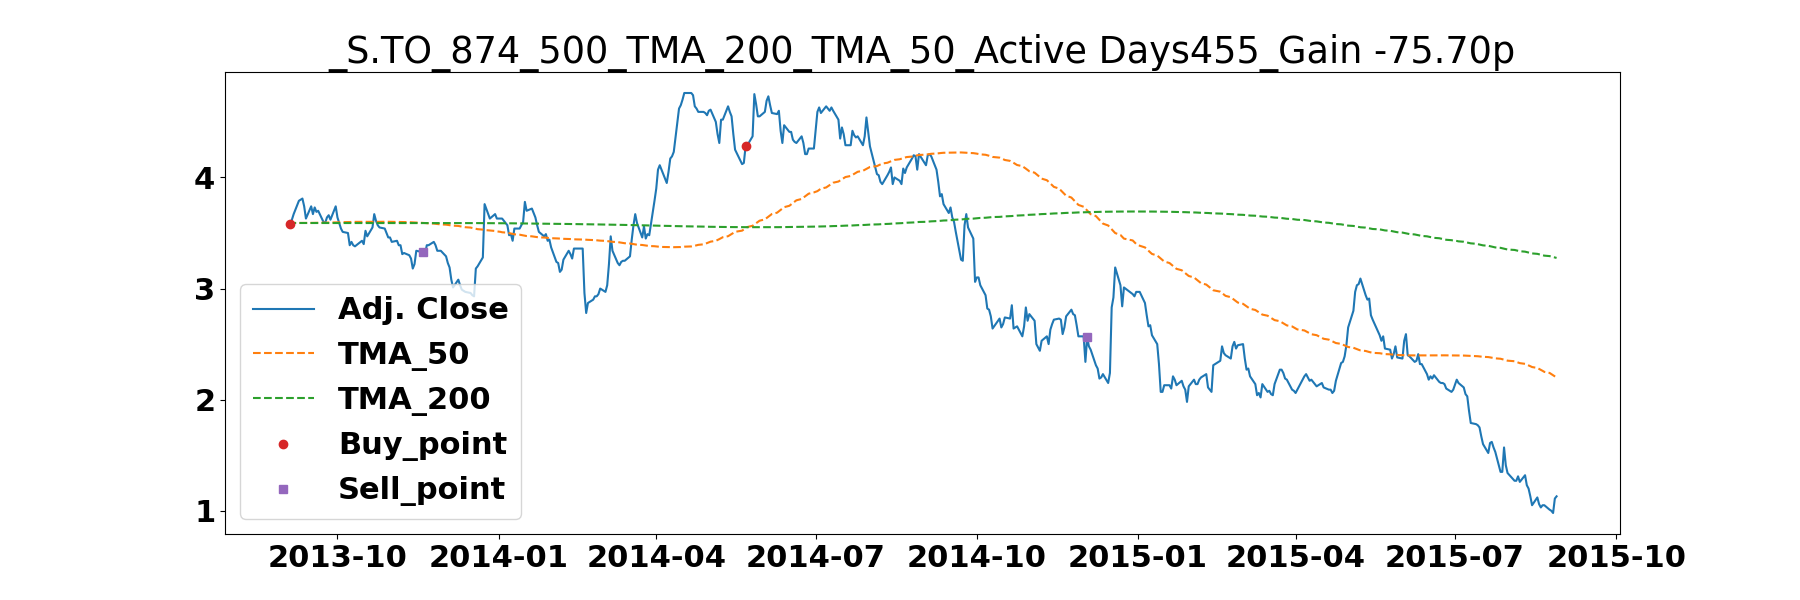 _S.TO_874_500_TMA_200_TMA_50_Active Days455_Gain -75.70p
4
3
2
1
Adj. Close
TMA_50
TMA_200
Buy_point
Sell_point
2013-10 2014-01 2014-04 2014-07 2014-10 2015-01 2015-04 2015-07 2015-10